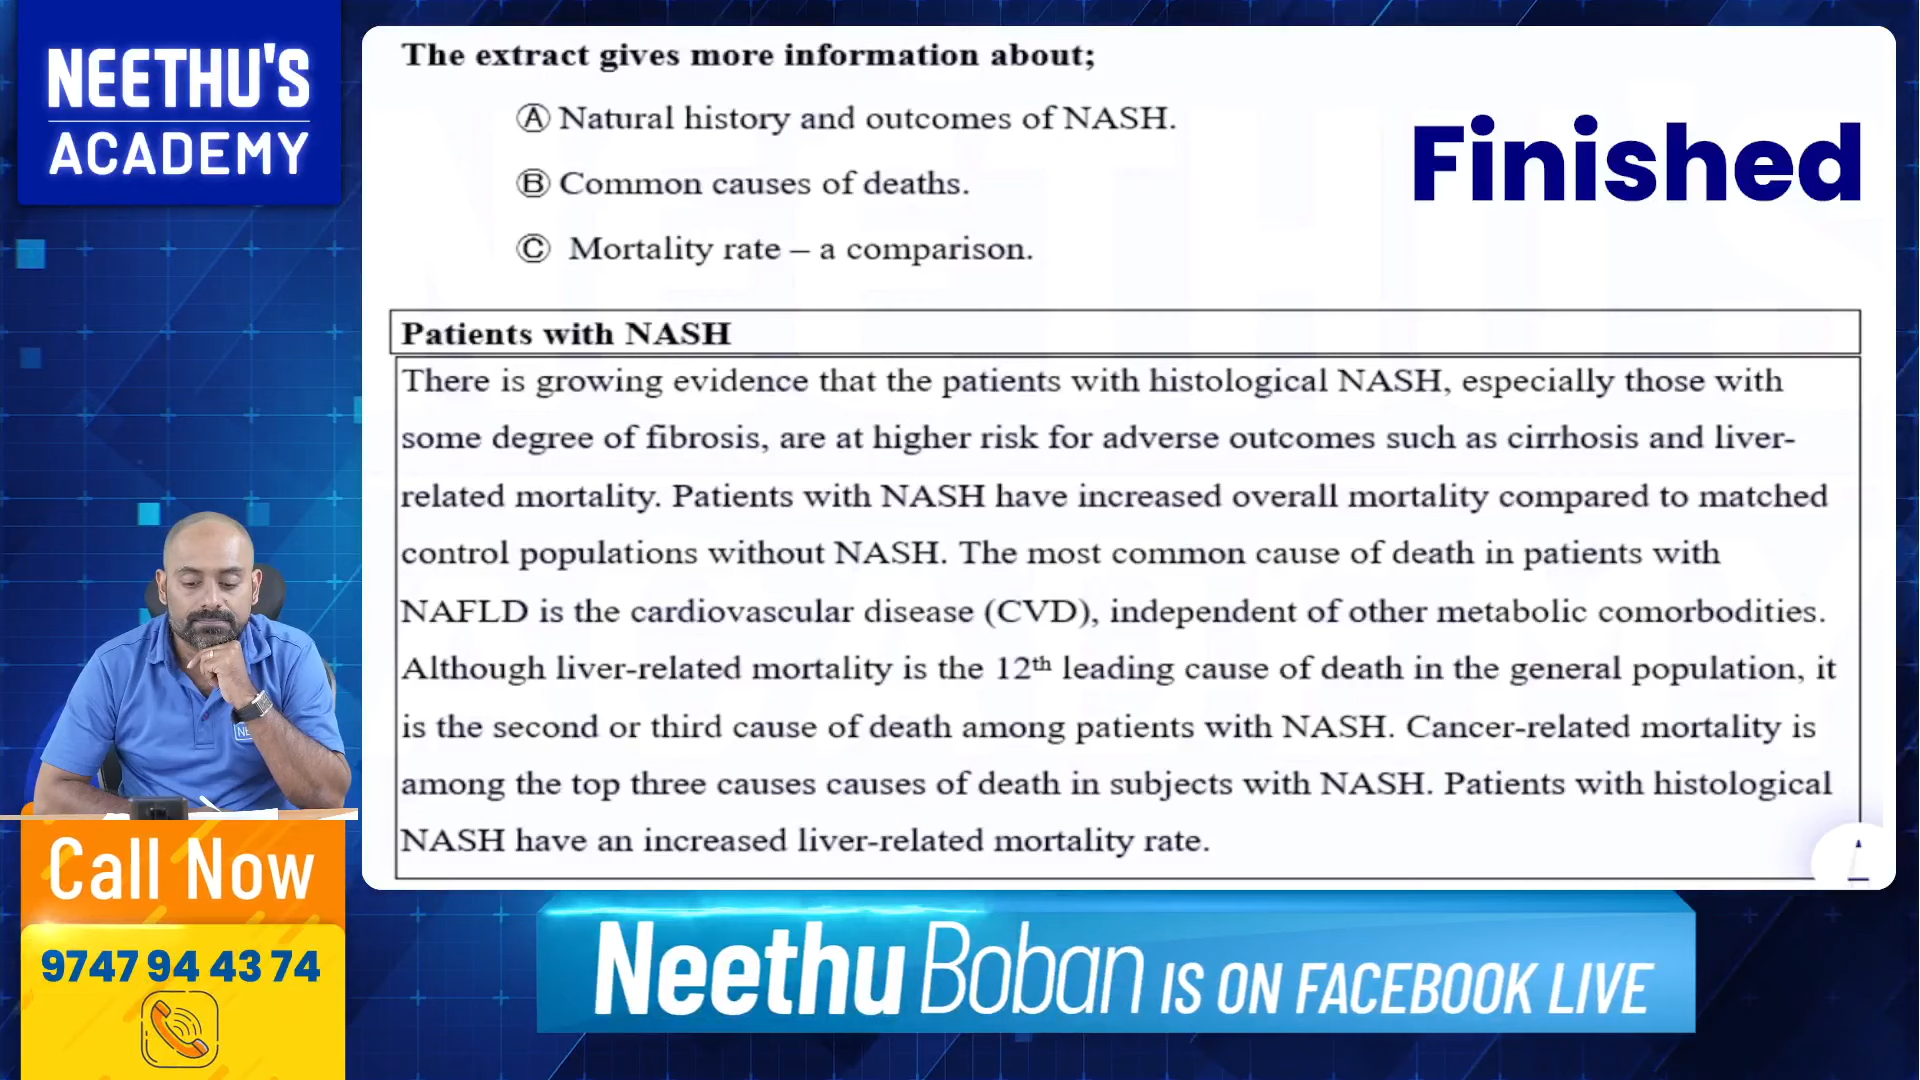 NEETHU'S
ACADEMY
The extract gives more information about;
Ⓐ Natural history and outcomes of NASH.
Ⓑ Common causes of deaths.
Ⓒ Mortality rate – a comparison.
Finished
Patients with NASH
There is growing evidence that the patients with histological NASH, especially those with
some degree of fibrosis, are at higher risk for adverse outcomes such as cirrhosis and liver-
related mortality. Patients with NASH have increased overall mortality compared to matched
control populations without NASH. The most common cause of death in patients with
NAFLD is the cardiovascular disease (CVD), independent of other metabolic comorbodities.
Although liver-related mortality is the 12th leading cause of death in the general population, it
is the second or third cause of death among patients with NASH. Cancer-related mortality is
among the top three causes causes of death in subjects with NASH. Patients with histological
NASH have an increased liver-related mortality rate.
Call Now
9747 94 43 74
Neethu Boban IS ON FACEBOOK LIVE